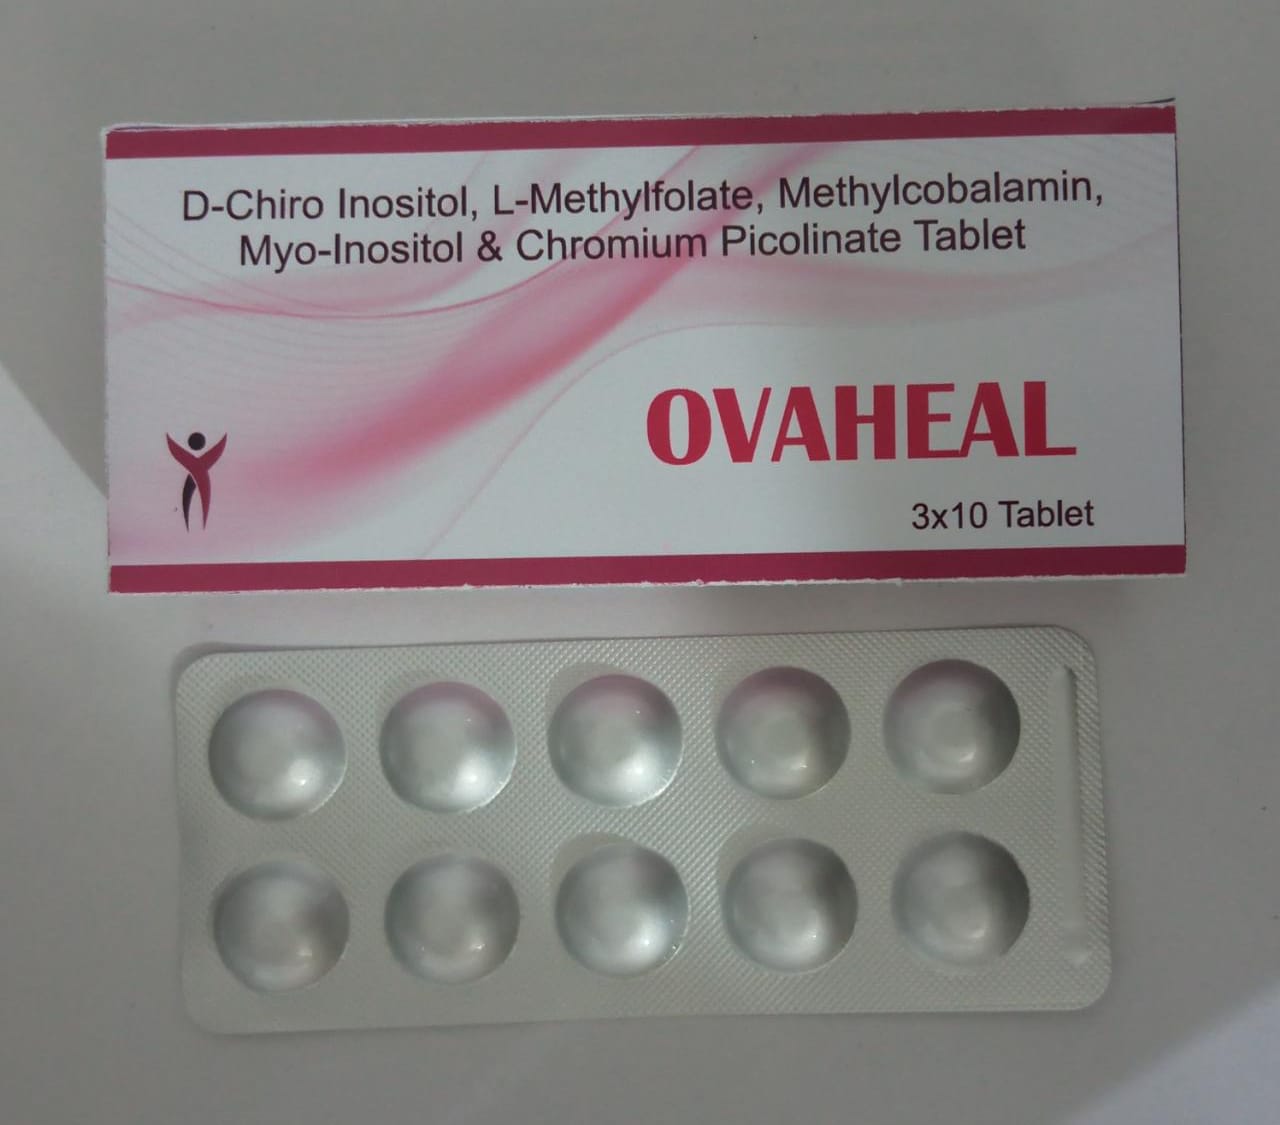 D-Chiro Inositol, L-Methylfolate, Methylcobalamin,
Myo-Inositol & Chromium Picolinate Tablet
OVAHEAL
3x10 Tablet